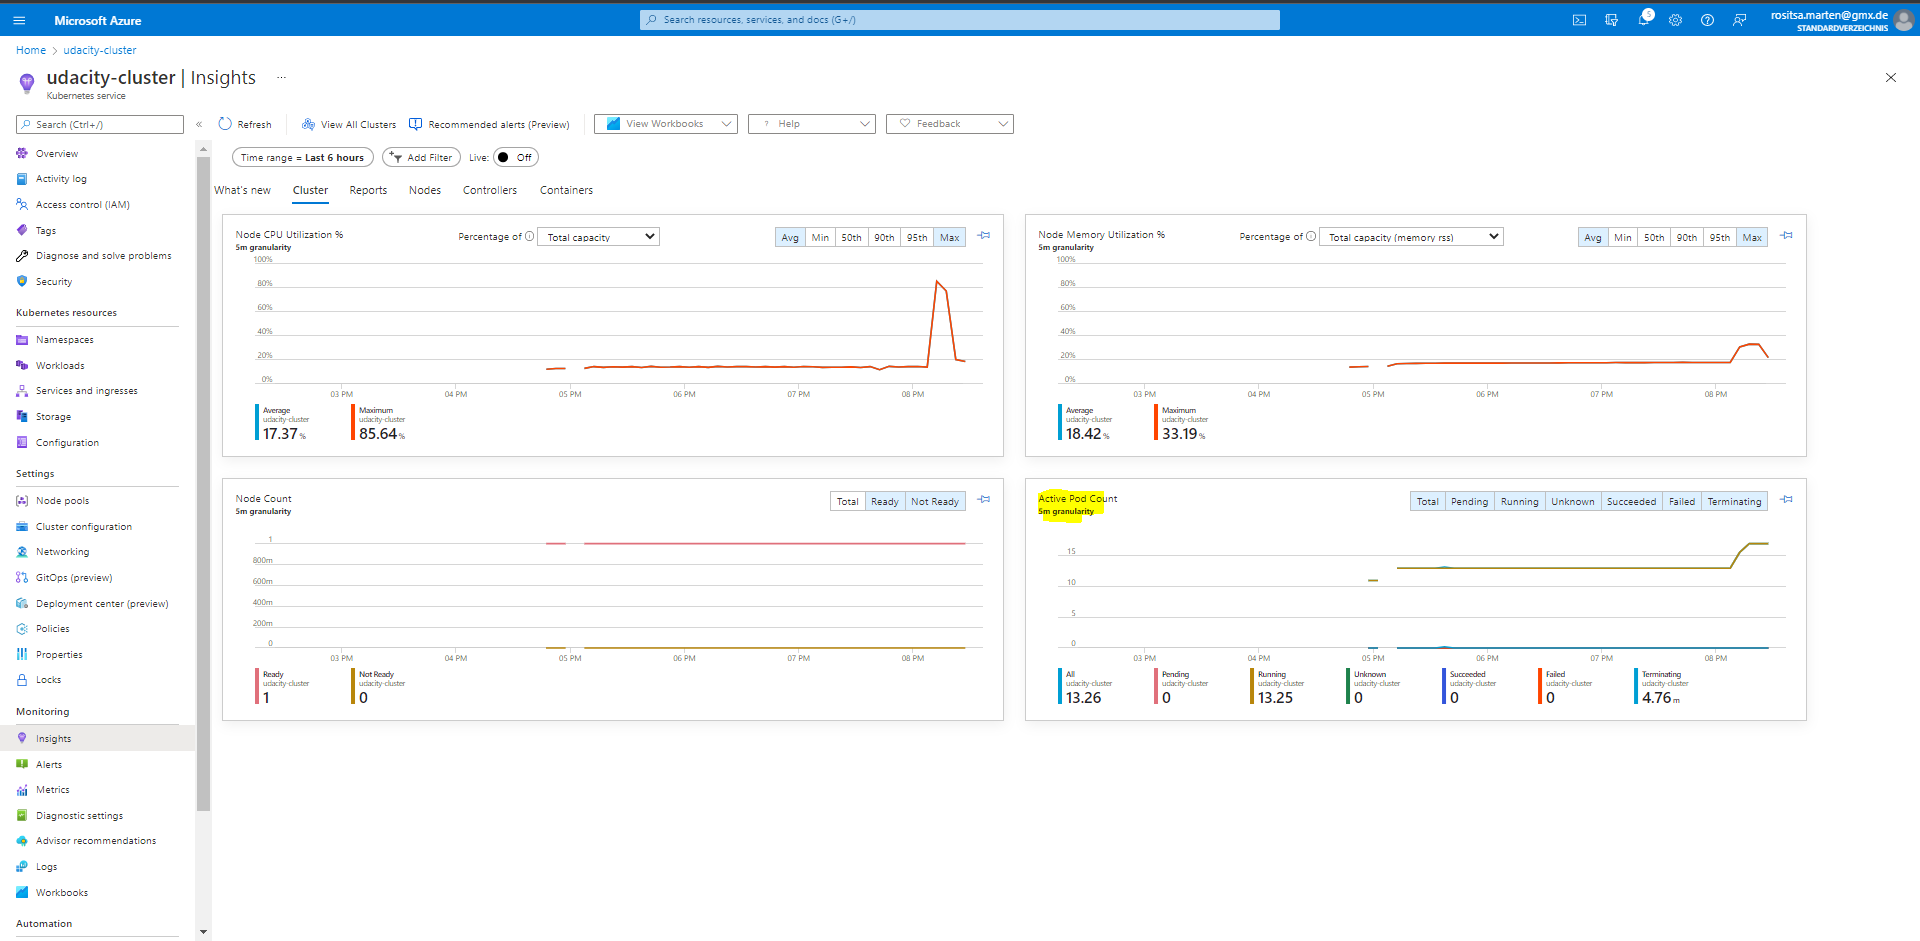 Microsoft Azure
Search resources, services, and docs (G+/)
5
rositsa.marten@gmx.de
STANDARDVERZEICHNIS
Home > udacity-cluster
udacity-cluster | Insights ...
Kubernetes service
Search (Ctrl+/)
«
Refresh
View All Clusters
Recommended alerts (Preview)
View Workbooks
? Help
Feedback
Time range = Last 6 hours
Add Filter
Live: Off
What's new
Cluster
Reports
Nodes
Controllers
Containers
Overview
Activity log
Access control (IAM)
Tags
Diagnose and solve problems
Security
Kubernetes resources
Namespaces
Workloads
Services and ingresses
Storage
Configuration
Settings
Node pools
Cluster configuration
Networking
GitOps (preview)
Deployment center (preview)
Policies
Properties
Locks
Monitoring
Insights
Alerts
Metrics
Diagnostic settings
Advisor recommendations
Logs
Workbooks
Automation
Node CPU Utilization %
5m granularity
Percentage of Total capacity
Avg Min 50th 90th 95th Max
100%
80%
60%
40%
20%
0%
03 PM 04 PM 05 PM 06 PM 07 PM 08 PM
Average
udacity-cluster
17.37 %
Maximum
udacity-cluster
85.64 %
Node Memory Utilization %
5m granularity
Percentage of Total capacity (memory rss)
Avg Min 50th 90th 95th Max
100%
80%
60%
40%
20%
0%
03 PM 04 PM 05 PM 06 PM 07 PM 08 PM
Average
udacity-cluster
18.42 %
Maximum
udacity-cluster
33.19 %
Node Count
5m granularity
Total Ready Not Ready
1
800m
600m
400m
200m
0
03 PM 04 PM 05 PM 06 PM 07 PM 08 PM
Ready
udacity-cluster
1
Not Ready
udacity-cluster
0
Active Pod Count
5m granularity
Total Pending Running Unknown Succeeded Failed Terminating
15
10
5
0
03 PM 04 PM 05 PM 06 PM 07 PM 08 PM
All
udacity-cluster
13.26
Pending
udacity-cluster
0
Running
udacity-cluster
13.25
Unknown
udacity-cluster
0
Succeeded
udacity-cluster
0
Failed
udacity-cluster
0
Terminating
udacity-cluster
4.76 m